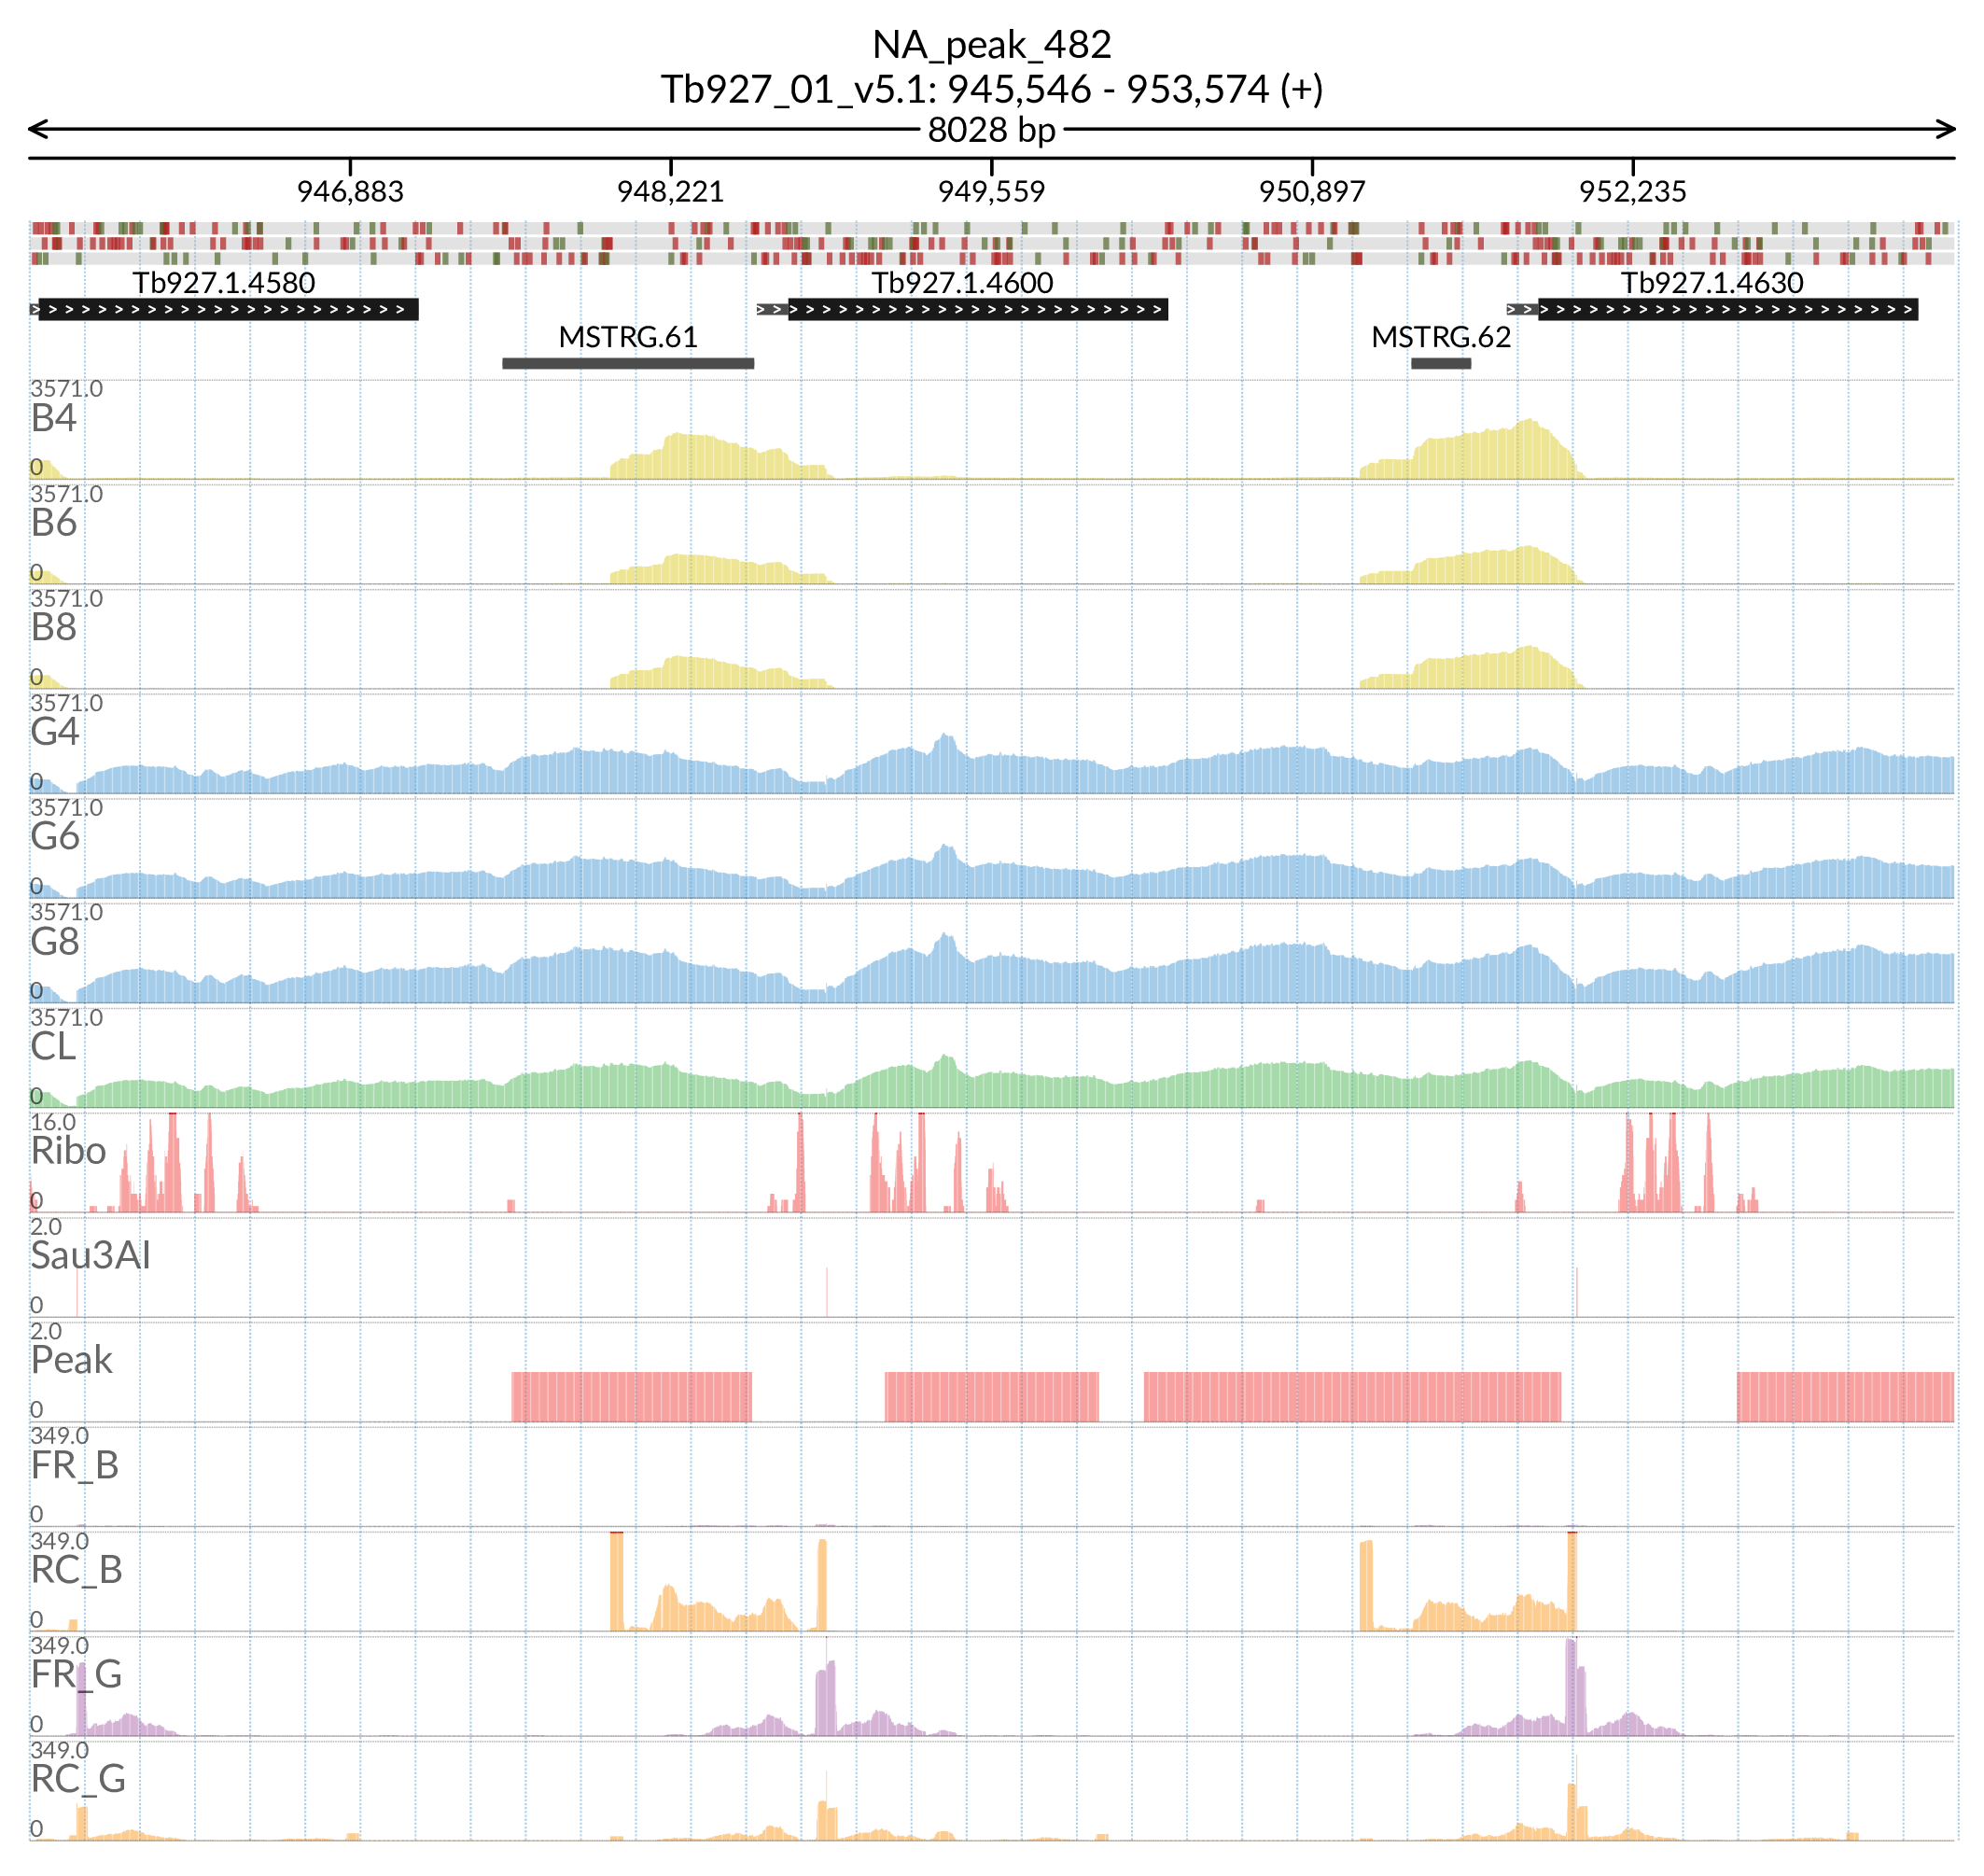 NA_peak_482
Tb927_01_v5.1: 945,546 - 953,574 (+)
8028 bp
946,883 948,221 949,559 950,897 952,235
Tb927.1.4580 Tb927.1.4600 Tb927.1.4630
MSTRG.61 MSTRG.62
3571.0
B4
0
3571.0
B6
0
3571.0
B8
0
3571.0
G4
0
3571.0
G6
0
3571.0
G8
0
3571.0
CL
0
16.0
Ribo
0
2.0
Sau3AI
0
2.0
Peak
0
349.0
FR_B
0
349.0
RC_B
0
349.0
FR_G
0
349.0
RC_G
0